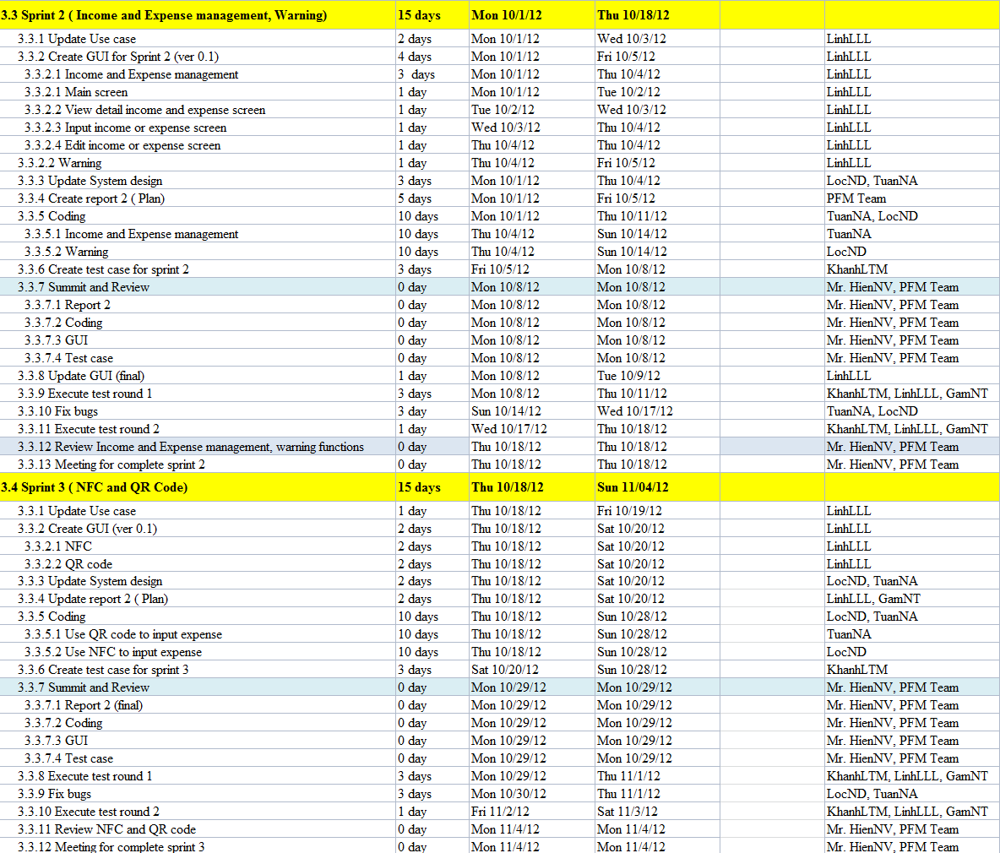 3.3 Sprint 2 ( Income and Expense management, Warning) 15 days Mon 10/1/12 Thu 10/18/12
3.3.1 Update Use case 2 days Mon 10/1/12 Wed 10/3/12 LinhLLL
3.3.2 Create GUI for Sprint 2 (ver 0.1) 4 days Mon 10/1/12 Fri 10/5/12 LinhLLL
3.3.2.1 Income and Expense management 3 days Mon 10/1/12 Thu 10/4/12 LinhLLL
3.3.2.1 Main screen 1 day Mon 10/1/12 Tue 10/2/12 LinhLLL
3.3.2.2 View detail income and expense screen 1 day Tue 10/2/12 Wed 10/3/12 LinhLLL
3.3.2.3 Input income or expense screen 1 day Wed 10/3/12 Thu 10/4/12 LinhLLL
3.3.2.4 Edit income or expense screen 1 day Thu 10/4/12 Thu 10/4/12 LinhLLL
3.3.2.2 Warning 1 day Thu 10/4/12 Fri 10/5/12 LinhLLL
3.3.3 Update System design 3 days Mon 10/1/12 Thu 10/4/12 LocND, TuanNA
3.3.4 Create report 2 ( Plan) 5 days Mon 10/1/12 Fri 10/5/12 PFM Team
3.3.5 Coding 10 days Mon 10/1/12 Thu 10/11/12 TuanNA, LocND
3.3.5.1 Income and Expense management 10 days Thu 10/4/12 Sun 10/14/12 TuanNA
3.3.5.2 Warning 10 days Thu 10/4/12 Sun 10/14/12 LocND
3.3.6 Create test case for sprint 2 3 days Fri 10/5/12 Mon 10/8/12 KhanhLTM
3.3.7 Summit and Review 0 day Mon 10/8/12 Mon 10/8/12 Mr. HienNV, PFM Team
3.3.7.1 Report 2 0 day Mon 10/8/12 Mon 10/8/12 Mr. HienNV, PFM Team
3.3.7.2 Coding 0 day Mon 10/8/12 Mon 10/8/12 Mr. HienNV, PFM Team
3.3.7.3 GUI 0 day Mon 10/8/12 Mon 10/8/12 Mr. HienNV, PFM Team
3.3.7.4 Test case 0 day Mon 10/8/12 Mon 10/8/12 Mr. HienNV, PFM Team
3.3.8 Update GUI (final) 1 day Mon 10/8/12 Tue 10/9/12 LinhLLL
3.3.9 Execute test round 1 3 days Mon 10/8/12 Thu 10/11/12 KhanhLTM, LinhLLL, GamNT
3.3.10 Fix bugs 3 day Sun 10/14/12 Wed 10/17/12 TuanNA, LocND
3.3.11 Execute test round 2 1 day Wed 10/17/12 Thu 10/18/12 KhanhLTM, LinhLLL, GamNT
3.3.12 Review Income and Expense management, warning functions 0 day Thu 10/18/12 Thu 10/18/12 Mr. HienNV, PFM Team
3.3.13 Meeting for complete sprint 2 0 day Thu 10/18/12 Thu 10/18/12 Mr. HienNV, PFM Team
3.4 Sprint 3 ( NFC and QR Code) 15 days Thu 10/18/12 Sun 11/04/12
3.3.1 Update Use case 1 day Thu 10/18/12 Fri 10/19/12 LinhLLL
3.3.2 Create GUI (ver 0.1) 2 days Thu 10/18/12 Sat 10/20/12 LinhLLL
3.3.2.1 NFC 2 days Thu 10/18/12 Sat 10/20/12 LinhLLL
3.3.2.2 QR code 2 days Thu 10/18/12 Sat 10/20/12 LinhLLL
3.3.3 Update System design 2 days Thu 10/18/12 Sat 10/20/12 LocND, TuanNA
3.3.4 Update report 2 ( Plan) 2 days Thu 10/18/12 Sat 10/20/12 LinhLLL, GamNT
3.3.5 Coding 10 days Thu 10/18/12 Sun 10/28/12 LocND, TuanNA
3.3.5.1 Use QR code to input expense 10 days Thu 10/18/12 Sun 10/28/12 TuanNA
3.3.5.2 Use NFC to input expense 10 days Thu 10/18/12 Sun 10/28/12 LocND
3.3.6 Create test case for sprint 3 3 days Sat 10/20/12 Sun 10/28/12 KhanhLTM
3.3.7 Summit and Review 0 day Mon 10/29/12 Mon 10/29/12 Mr. HienNV, PFM Team
3.3.7.1 Report 2 (final) 0 day Mon 10/29/12 Mon 10/29/12 Mr. HienNV, PFM Team
3.3.7.2 Coding 0 day Mon 10/29/12 Mon 10/29/12 Mr. HienNV, PFM Team
3.3.7.3 GUI 0 day Mon 10/29/12 Mon 10/29/12 Mr. HienNV, PFM Team
3.3.7.4 Test case 0 day Mon 10/29/12 Mon 10/29/12 Mr. HienNV, PFM Team
3.3.8 Execute test round 1 3 days Mon 10/29/12 Thu 11/1/12 KhanhLTM, LinhLLL, GamNT
3.3.9 Fix bugs 3 days Mon 10/30/12 Thu 11/1/12 LocND, TuanNA
3.3.10 Execute test round 2 1 day Fri 11/2/12 Sat 11/3/12 KhanhLTM, LinhLLL, GamNT
3.3.11 Review NFC and QR code 0 day Mon 11/4/12 Mon 11/4/12 Mr. HienNV, PFM Team
3.3.12 Meeting for complete sprint 3 0 day Mon 11/4/12 Mon 11/4/12 Mr. HienNV, PFM Team